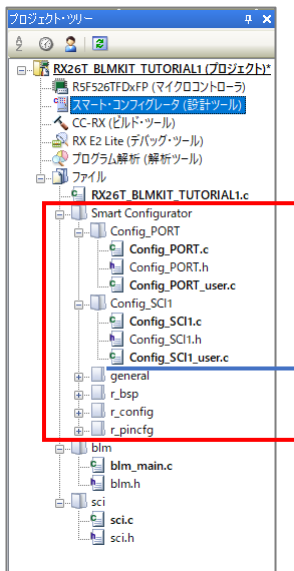 プロジェクト・ツリー
RX26T_BLMKIT_TUTORIAL1 (プロジェクト)*
R5F526TFDxFP (マイクロコントローラ)
スマート・コンフィグレータ (設計ツール)
CC-RX (ビルド・ツール)
RX E2 Lite (デバッグ・ツール)
プログラム解析 (解析ツール)
ファイル
RX26T_BLMKIT_TUTORIAL1.c
Smart Configurator
Config_PORT
Config_PORT.c
Config_PORT.h
Config_PORT_user.c
Config_SCI1
Config_SCI1.c
Config_SCI1.h
Config_SCI1_user.c
general
r_bsp
r_config
r_pincfg
blm
blm_main.c
blm.h
sci
sci.c
sci.h